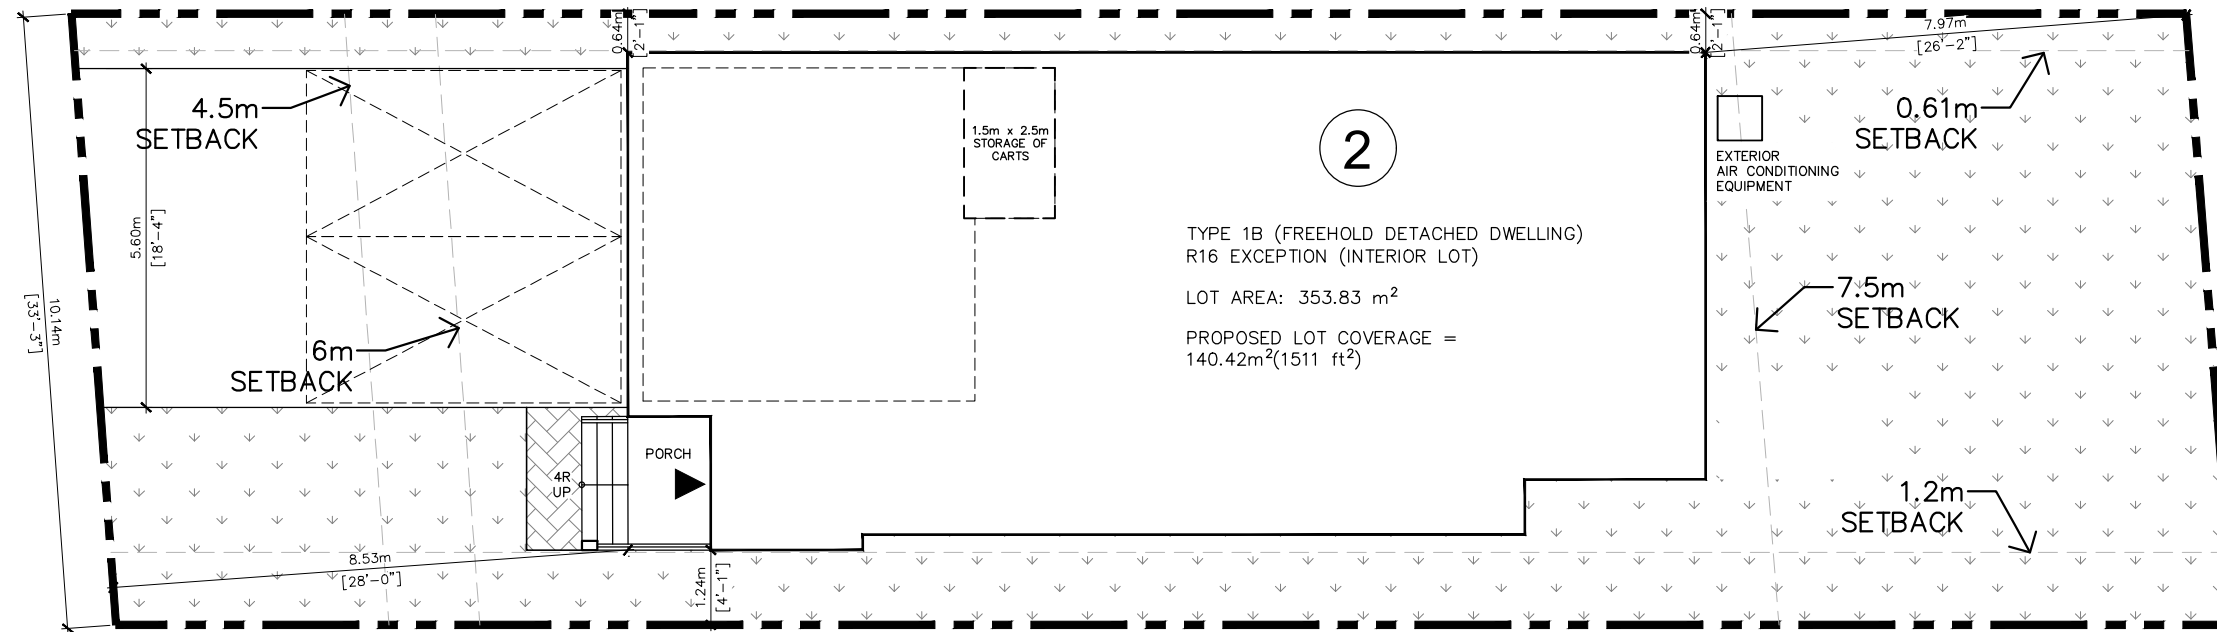 0.64m
[2'-1"]
0.64m
[2'-1"]
7.97m
[26'-2"]
4.5m
SETBACK
0.61m
SETBACK
1.5m x 2.5m
STORAGE OF
CARTS
2
EXTERIOR
AIR CONDITIONING
EQUIPMENT
5.60m
[18'-4"]
TYPE 1B (FREEHOLD DETACHED DWELLING)
R16 EXCEPTION (INTERIOR LOT)
LOT AREA: 353.83 m²
PROPOSED LOT COVERAGE =
140.42m²(1511 ft²)
10.14m
[33'-3"]
7.5m
SETBACK
6m
SETBACK
PORCH
4R
UP
1.2m
SETBACK
8.53m
[28'-0"]
1.24m
[4'-1"]